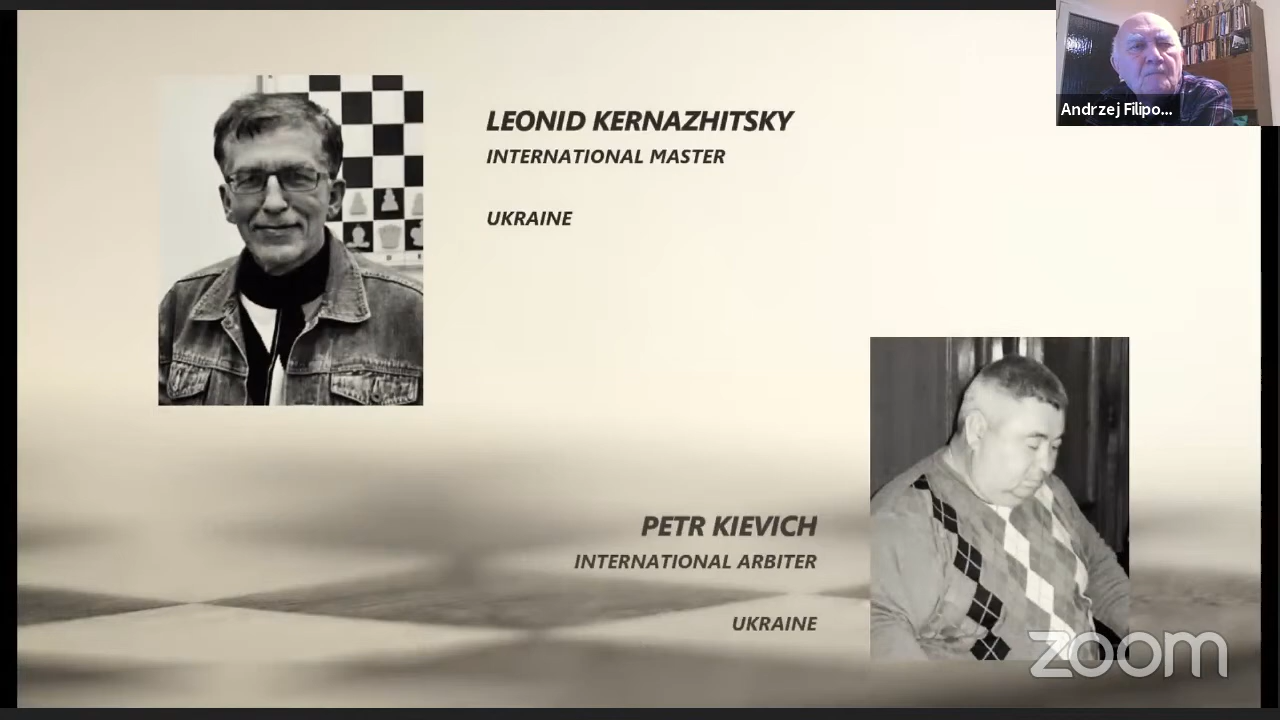 Andrzej Filipo...
LEONID KERNAZHITSKY
INTERNATIONAL MASTER
UKRAINE
PETR KIEVICH
INTERNATIONAL ARBITER
UKRAINE
zoom